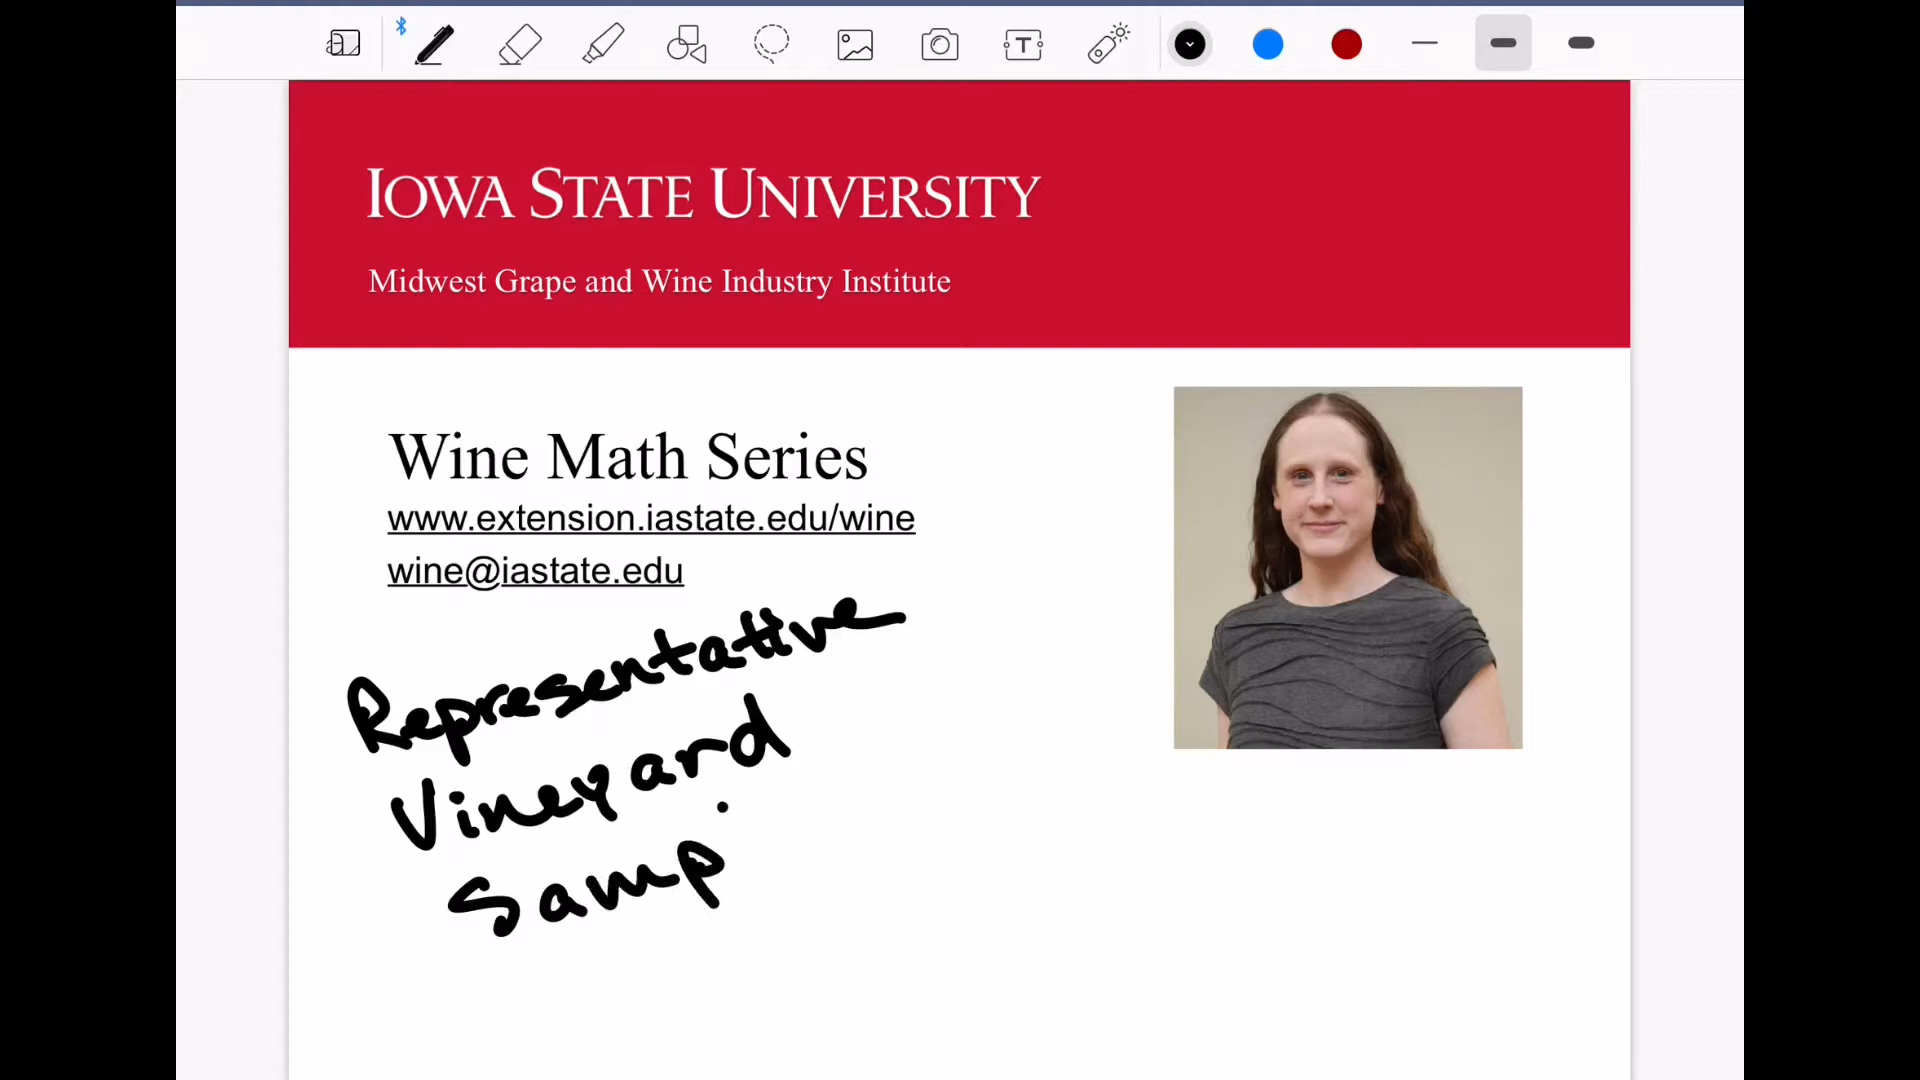 IOWA STATE UNIVERSITY
Midwest Grape and Wine Industry Institute
Wine Math Series
www.extension.iastate.edu/wine
wine@iastate.edu
Representative
Vineyard
Samp